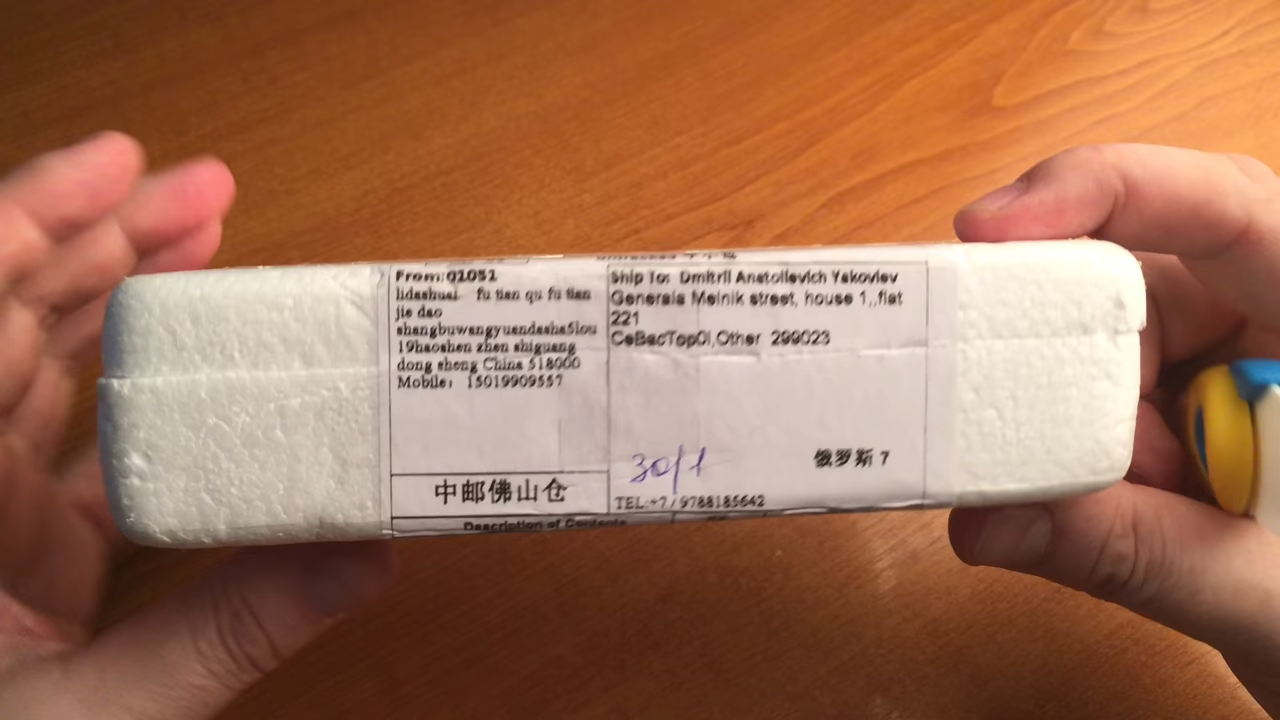 From:Q1051
lidashuai fu tian qu fu tian
jie dao
shangbuwangyuandasha5lou
19haoshen zhen shiguang
dong sheng China 518000
Mobile: 15019909557
中邮佛山仓
Ship To: Dmitrii Anatolievich Yakovlev
Generala Melnik street, house 1,,flat
221
CeBacTopOl,Other 299023
30/1
俄罗斯 7
TEL:+7 / 9788185642
Description of Contents